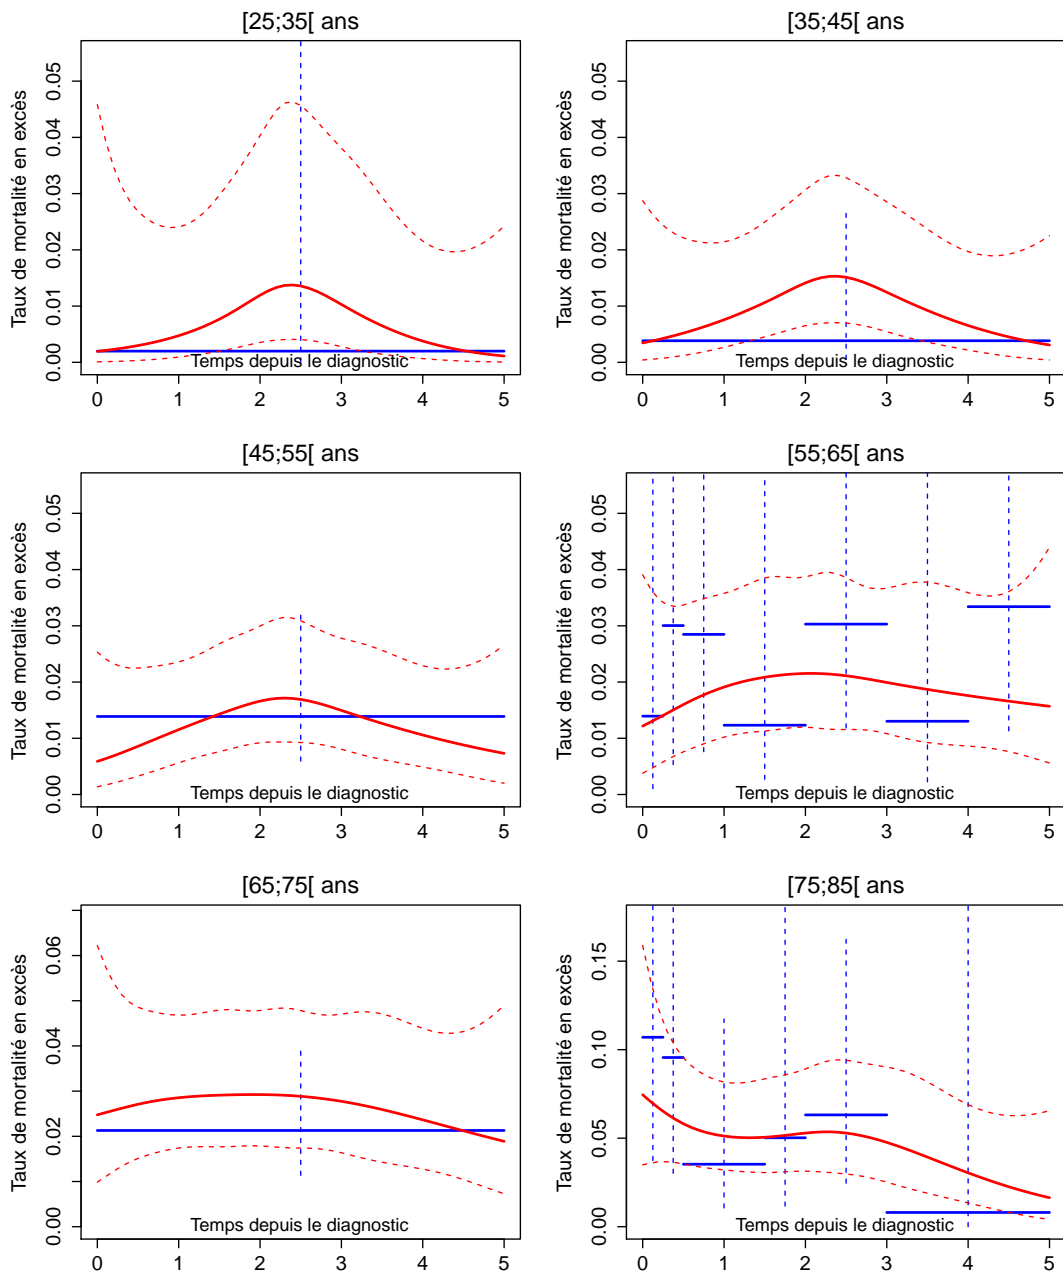 [25;35[ ans
[35;45[ ans
Taux de mortalité en excès
0.00 0.01 0.02 0.03 0.04 0.05
Temps depuis le diagnostic
0 1 2 3 4 5
Taux de mortalité en excès
0.00 0.01 0.02 0.03 0.04 0.05
Temps depuis le diagnostic
0 1 2 3 4 5
[45;55[ ans
[55;65[ ans
Taux de mortalité en excès
0.00 0.01 0.02 0.03 0.04 0.05
Temps depuis le diagnostic
0 1 2 3 4 5
Taux de mortalité en excès
0.00 0.01 0.02 0.03 0.04 0.05
Temps depuis le diagnostic
0 1 2 3 4 5
[65;75[ ans
[75;85[ ans
Taux de mortalité en excès
0.00 0.02 0.04 0.06
Temps depuis le diagnostic
0 1 2 3 4 5
Taux de mortalité en excès
0.00 0.05 0.10 0.15
Temps depuis le diagnostic
0 1 2 3 4 5